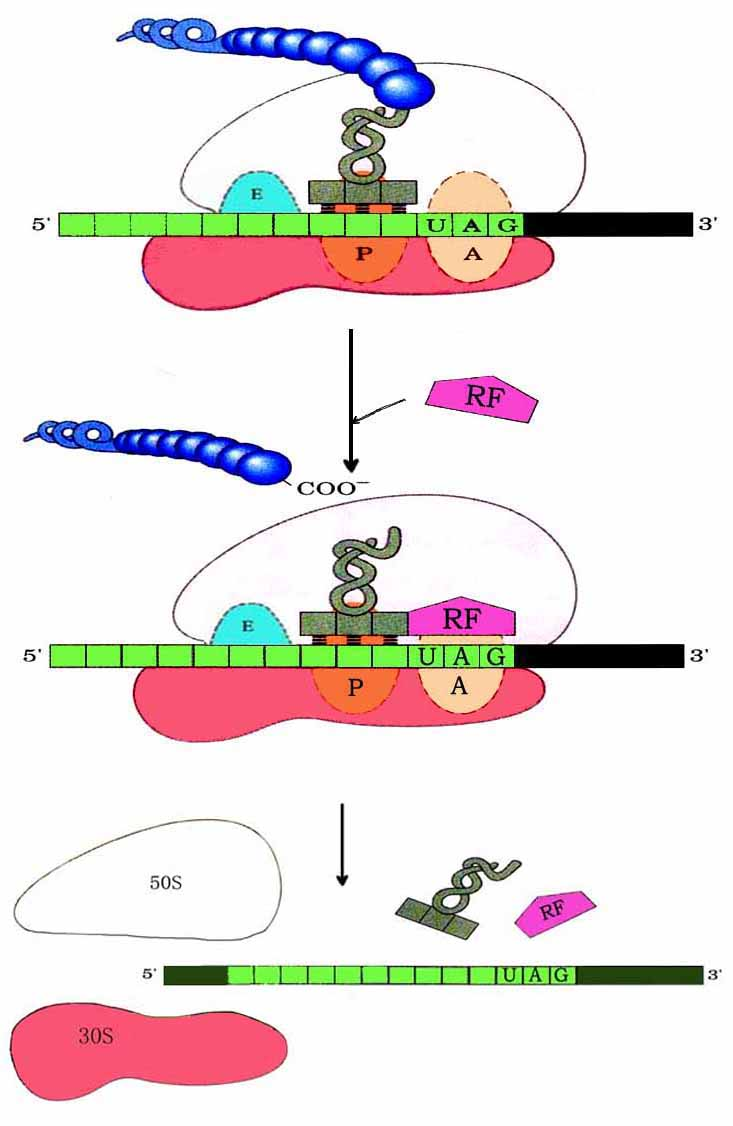 E
5' U A G 3'
P A
RF
COO⁻
RF
E
5' U A G 3'
P A
50S
RF
5' U A G 3'
30S